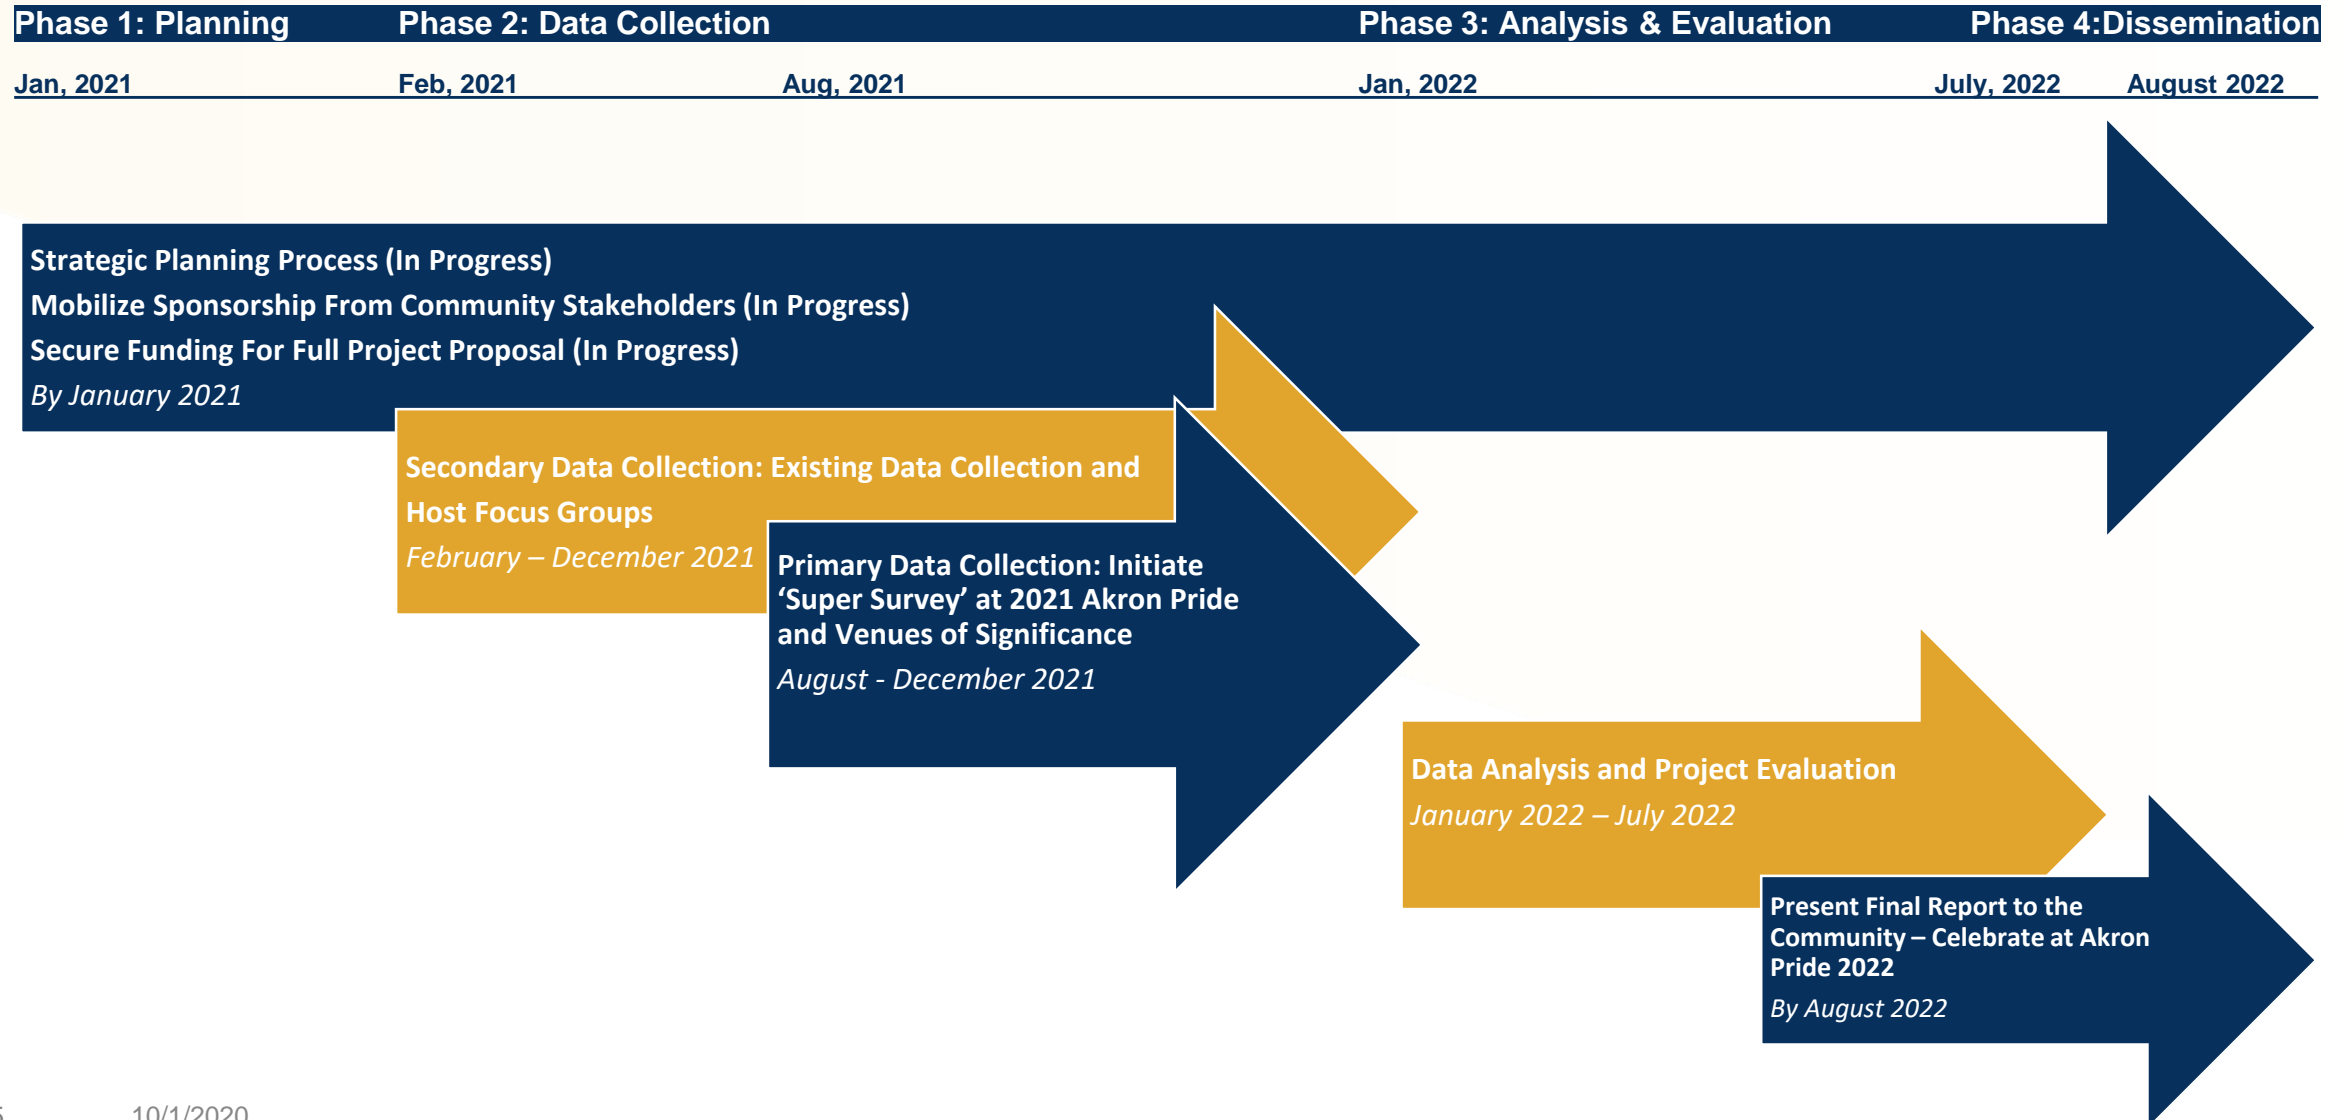 Phase 1: Planning Phase 2: Data Collection Phase 3: Analysis & Evaluation Phase 4:Dissemination
Jan, 2021 Feb, 2021 Aug, 2021 Jan, 2022 July, 2022 August 2022
Strategic Planning Process (In Progress)
Mobilize Sponsorship From Community Stakeholders (In Progress)
Secure Funding For Full Project Proposal (In Progress)
By January 2021
Secondary Data Collection: Existing Data Collection and
Host Focus Groups
February – December 2021
Primary Data Collection: Initiate
‘Super Survey’ at 2021 Akron Pride
and Venues of Significance
August - December 2021
Data Analysis and Project Evaluation
January 2022 – July 2022
Present Final Report to the
Community – Celebrate at Akron
Pride 2022
By August 2022
10/1/2020